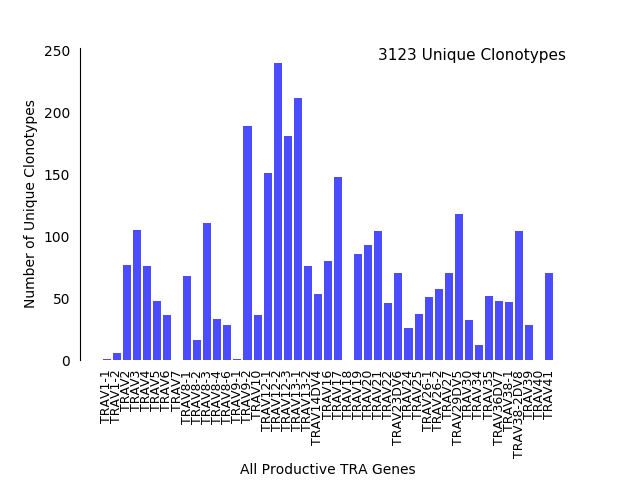 3123 Unique Clonotypes
250
200
150
100
50
0
Number of Unique Clonotypes
TRAV1-1
TRAV1-2
TRAV2
TRAV3
TRAV4
TRAV5
TRAV6
TRAV7
TRAV8-1
TRAV8-2
TRAV8-3
TRAV8-4
TRAV8-6
TRAV9-1
TRAV9-2
TRAV10
TRAV12-1
TRAV12-2
TRAV12-3
TRAV13-1
TRAV13-2
TRAV14DV4
TRAV16
TRAV17
TRAV18
TRAV19
TRAV20
TRAV21
TRAV22
TRAV23DV6
TRAV24
TRAV25
TRAV26-1
TRAV26-2
TRAV27
TRAV29DV5
TRAV30
TRAV34
TRAV35
TRAV36DV7
TRAV38-1
TRAV38-2DV8
TRAV39
TRAV40
TRAV41
All Productive TRA Genes